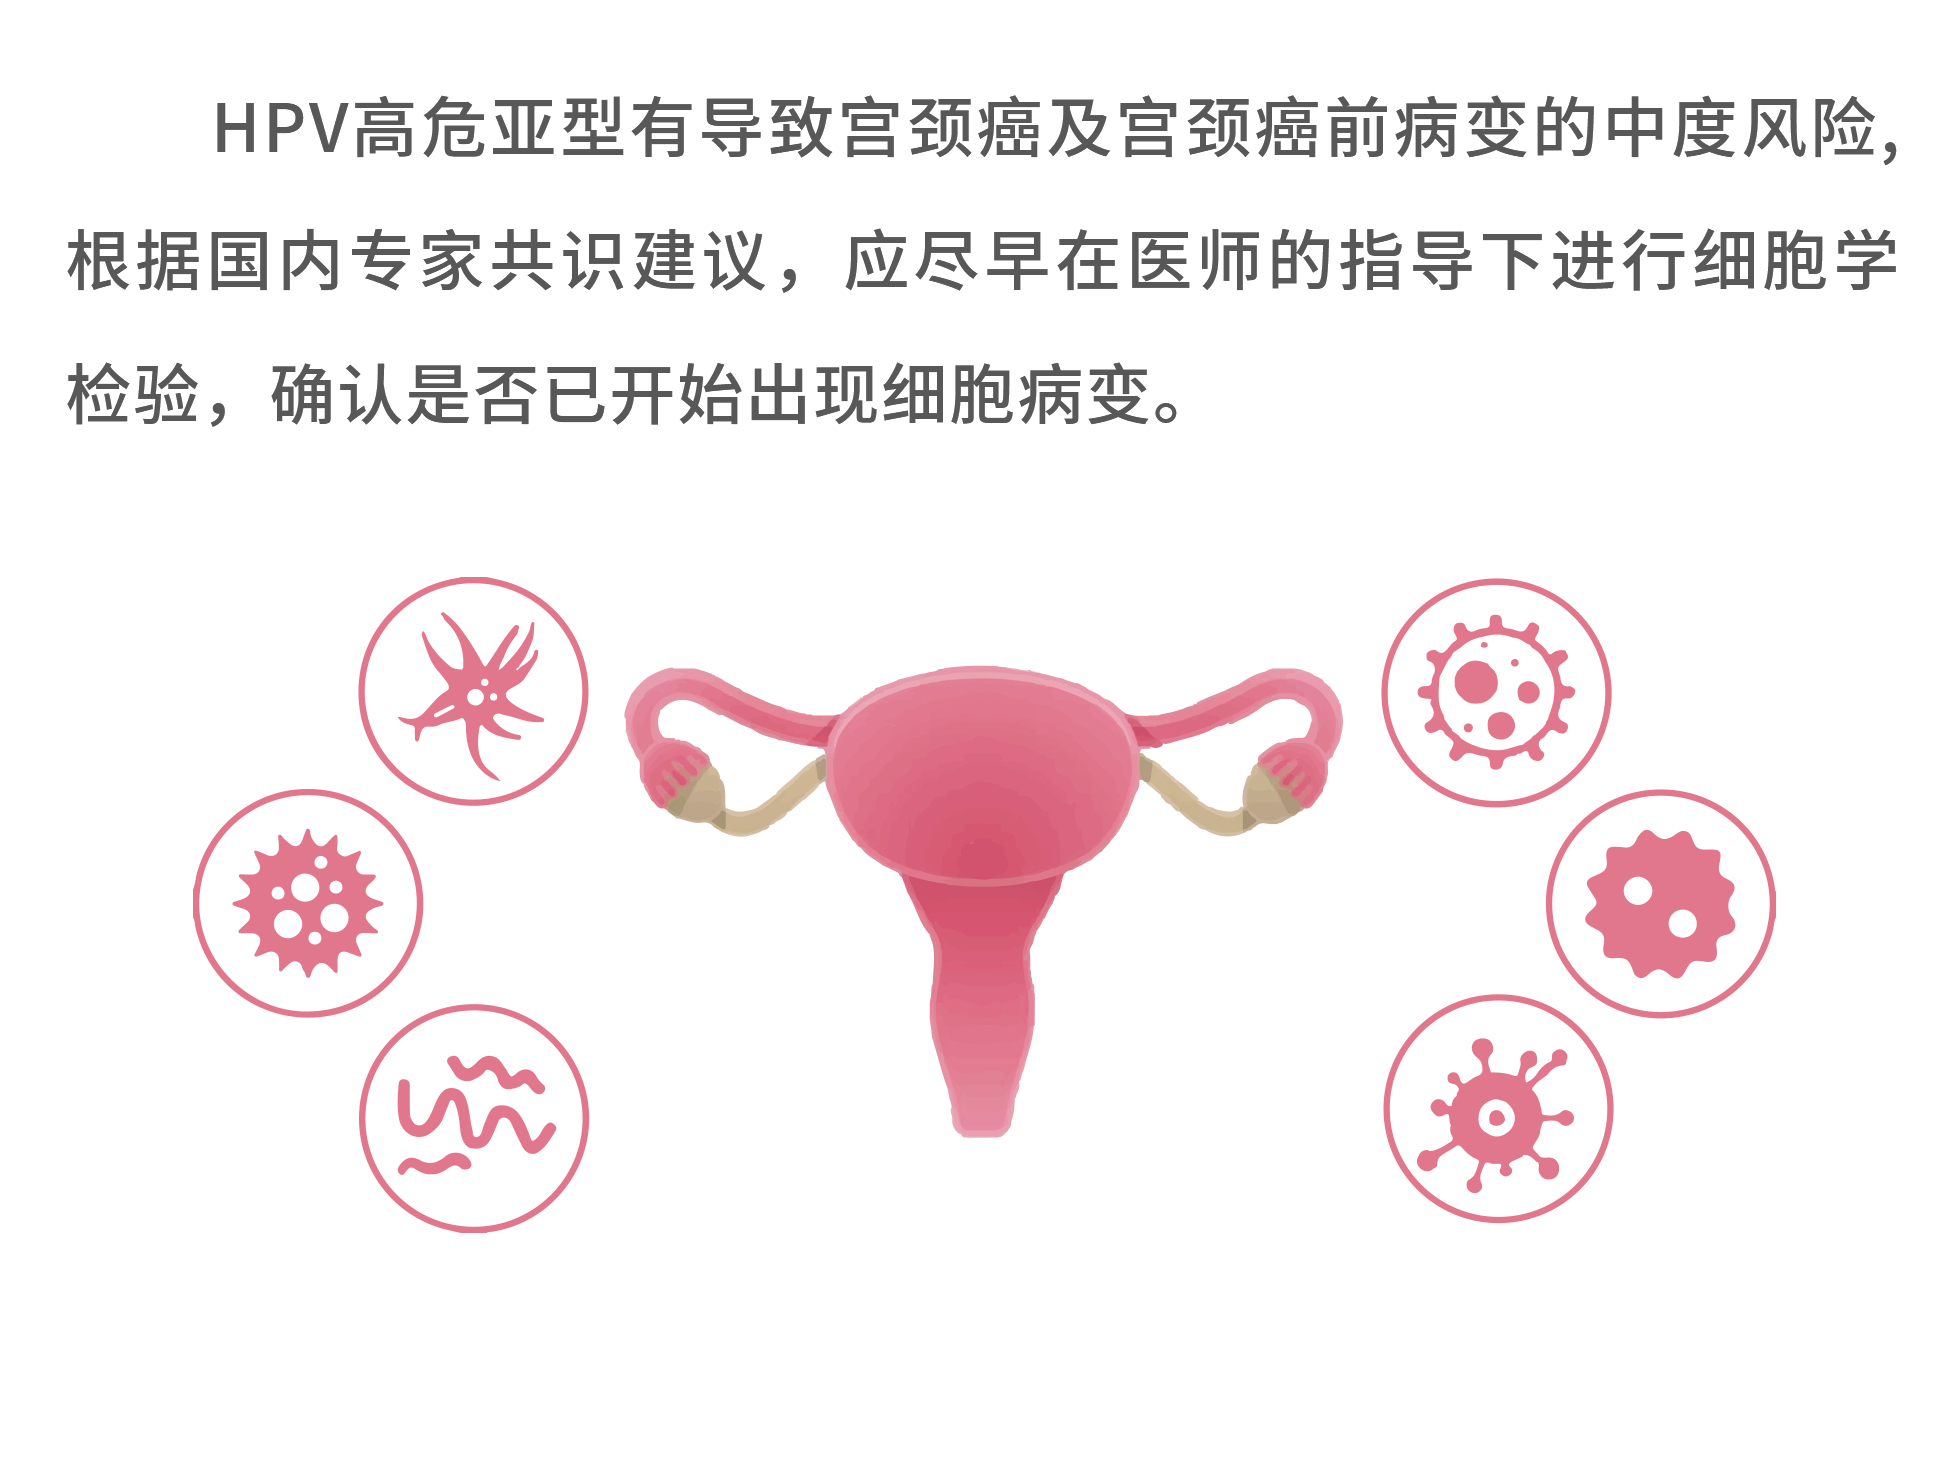 HPV高危亚型有导致宫颈癌及宫颈癌前病变的中度风险，
根据国内专家共识建议，应尽早在医师的指导下进行细胞学
检验，确认是否已开始出现细胞病变。